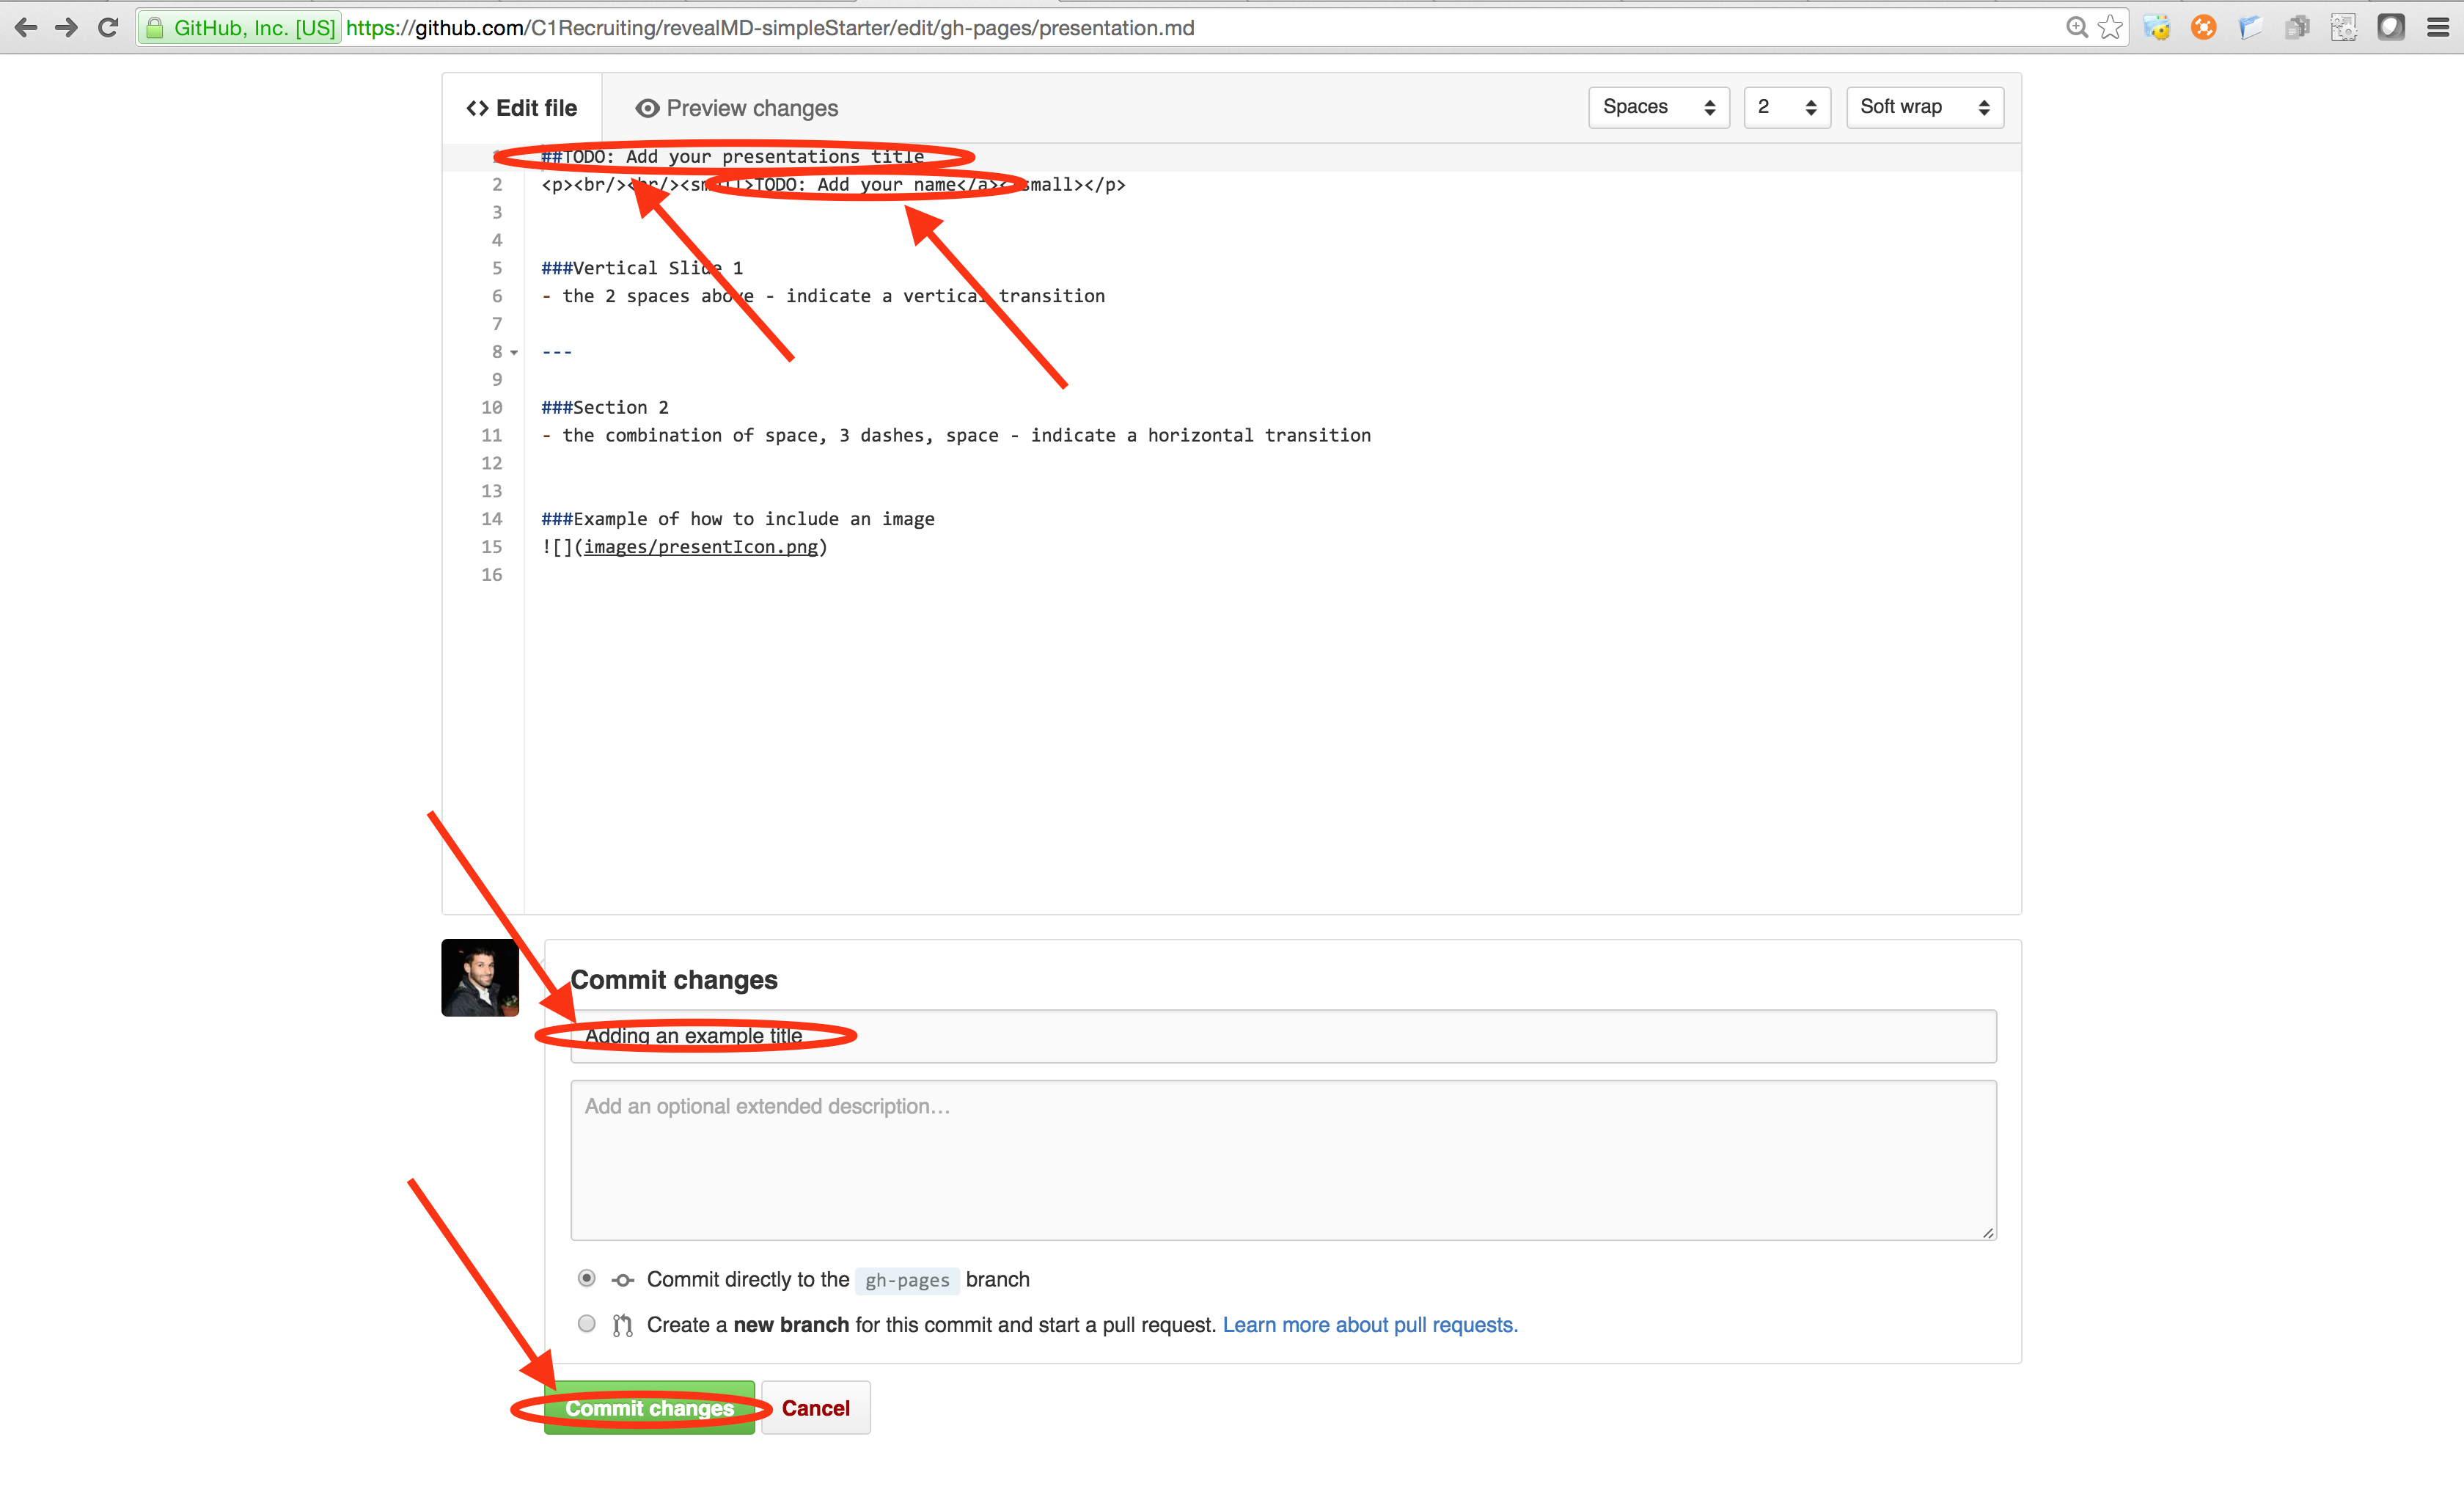 GitHub, Inc. [US] https://github.com/C1Recruiting/revealMD-simpleStarter/edit/gh-pages/presentation.md
<> Edit file Preview changes Spaces 2 Soft wrap
1 ##TODO: Add your presentations title
2 <p><br/><br/><small>TODO: Add your name</a><small></p>
3
4
5 ###Vertical Slide 1
6 - the 2 spaces above - indicate a vertical transition
7
8 ---
9
10 ###Section 2
11 - the combination of space, 3 dashes, space - indicate a horizontal transition
12
13
14 ###Example of how to include an image
15 ![](images/presentIcon.png)
16
Commit changes
Adding an example title
Add an optional extended description…
Commit directly to the gh-pages branch
Create a new branch for this commit and start a pull request. Learn more about pull requests.
Commit changes Cancel